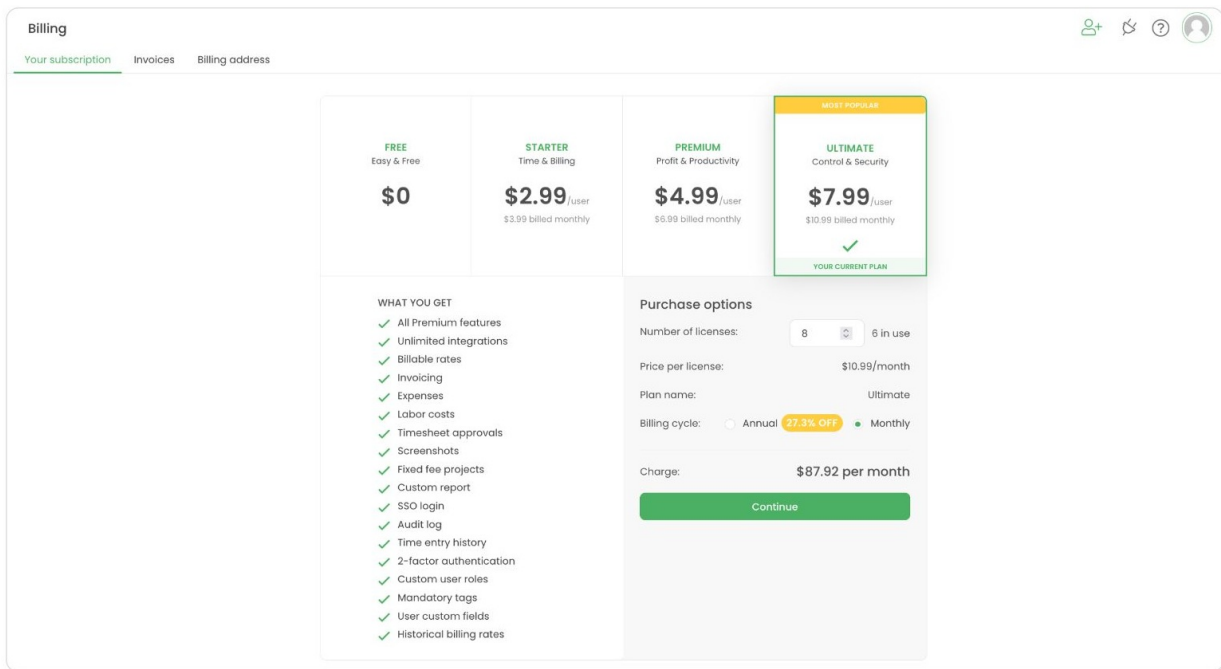 Billing
Your subscription Invoices Billing address
FREE
Easy & Free
$0
STARTER
Time & Billing
$2.99/user
$3.99 billed monthly
PREMIUM
Profit & Productivity
$4.99/user
$6.99 billed monthly
MOST POPULAR
ULTIMATE
Control & Security
$7.99/user
$10.99 billed monthly
YOUR CURRENT PLAN
WHAT YOU GET
All Premium features
Unlimited integrations
Billable rates
Invoicing
Expenses
Labor costs
Timesheet approvals
Screenshots
Fixed fee projects
Custom report
SSO login
Audit log
Time entry history
2-factor authentication
Custom user roles
Mandatory tags
User custom fields
Historical billing rates
Purchase options
Number of licenses: 8 6 in use
Price per license: $10.99/month
Plan name: Ultimate
Billing cycle: Annual 27.3% OFF Monthly
Charge: $87.92 per month
Continue